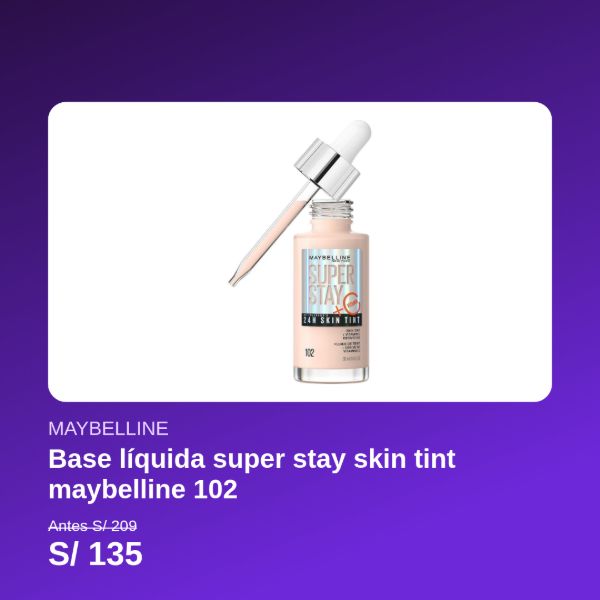 MAYBELLINE
SUPER
STAY
24H SKIN TINT
102
MAYBELLINE
Base líquida super stay skin tint
maybelline 102
Antes S/ 209
S/ 135